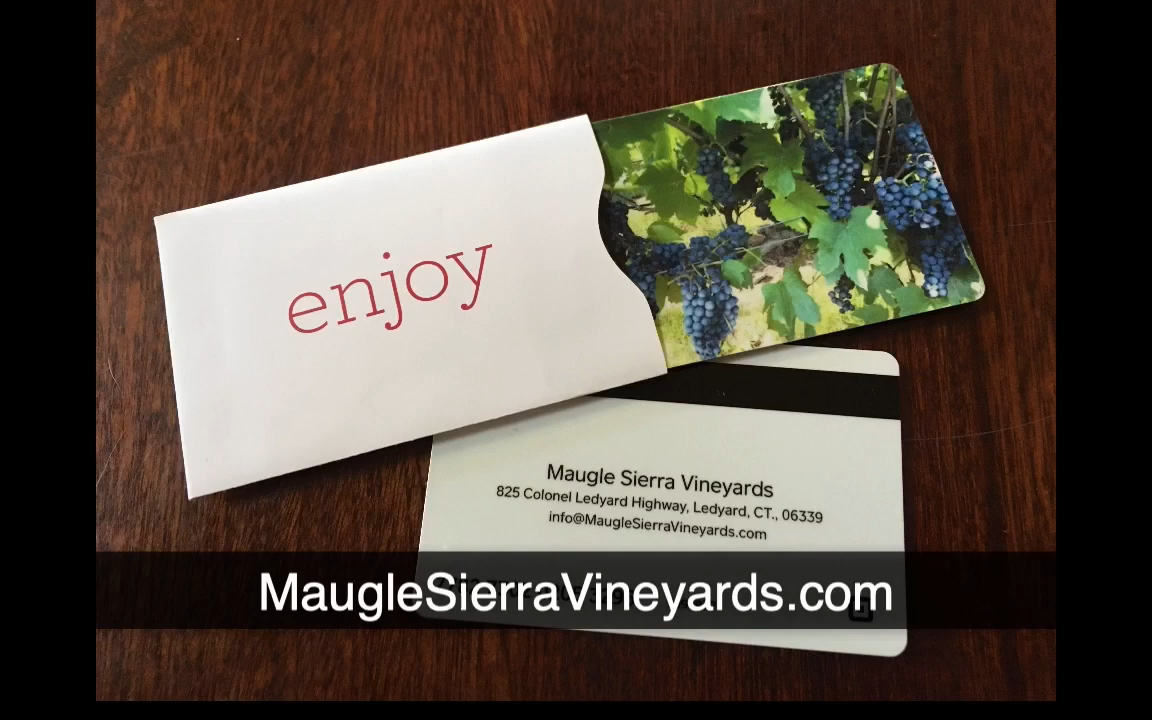 enjoy
Maugle Sierra Vineyards
825 Colonel Ledyard Highway, Ledyard, CT., 06339
info@MaugleSierraVineyards.com
MaugleSierraVineyards.com